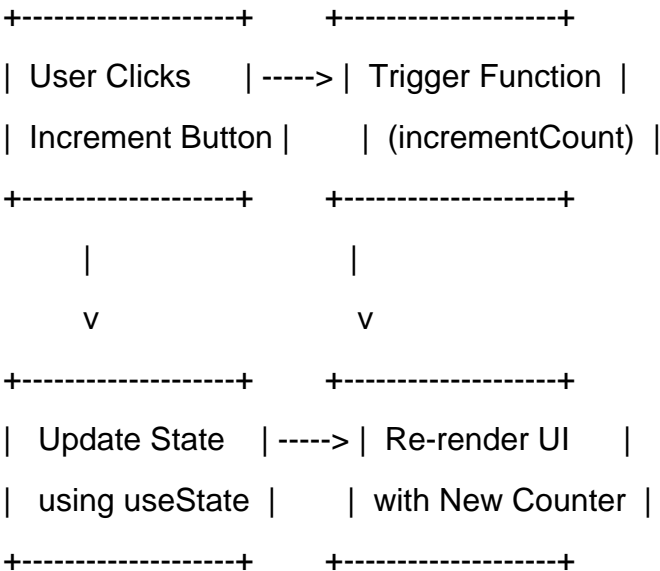 +--------------------+ +--------------------+
| User Clicks | -----> | Trigger Function |
| Increment Button | | (incrementCount) |
+--------------------+ +--------------------+
| |
v v
+--------------------+ +--------------------+
| Update State | -----> | Re-render UI |
| using useState | | with New Counter |
+--------------------+ +--------------------+